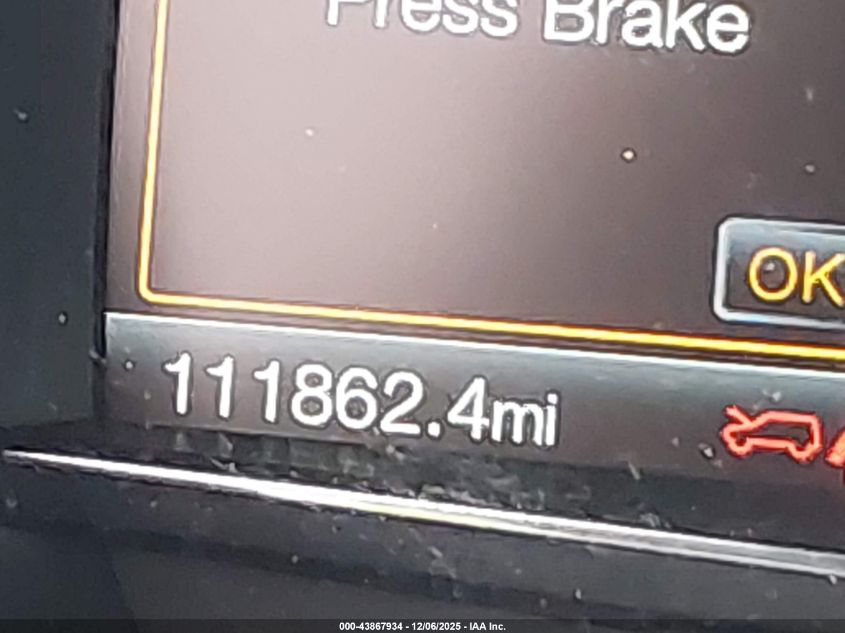 Press Brake
OK
111862.4mi
000-43867934 - 12/06/2025 - IAA Inc.